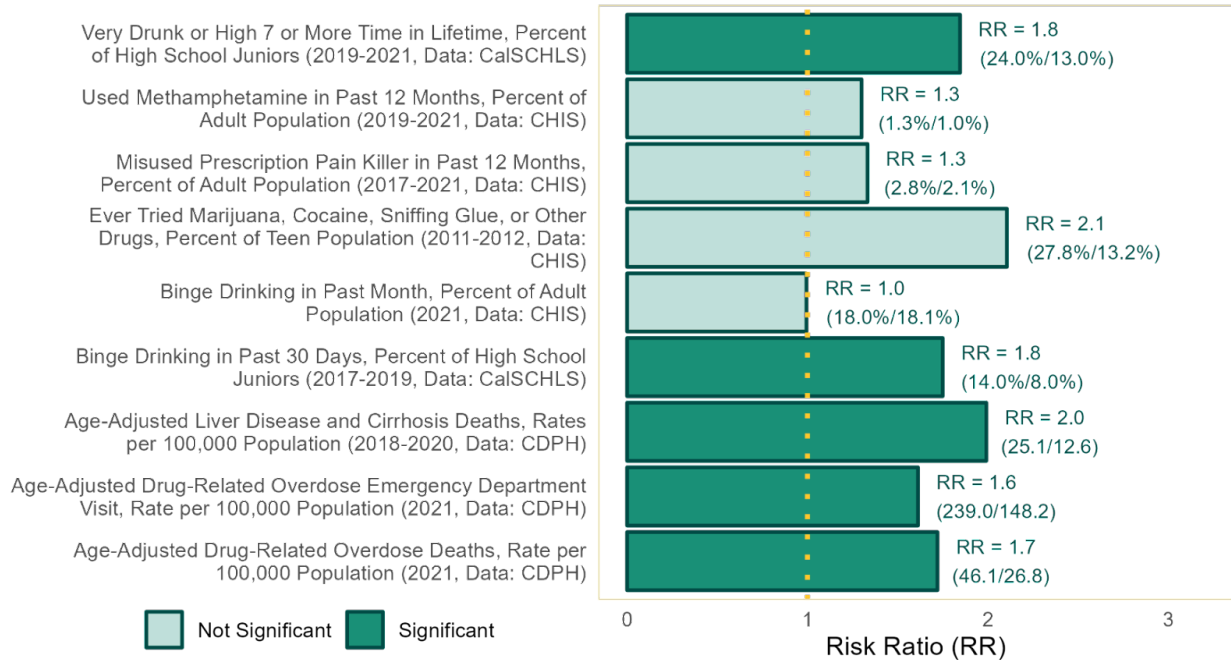 Very Drunk or High 7 or More Time in Lifetime, Percent
of High School Juniors (2019-2021, Data: CalSCHLS)
RR = 1.8
(24.0%/13.0%)
Used Methamphetamine in Past 12 Months, Percent of
Adult Population (2019-2021, Data: CHIS)
RR = 1.3
(1.3%/1.0%)
Misused Prescription Pain Killer in Past 12 Months,
Percent of Adult Population (2017-2021, Data: CHIS)
RR = 1.3
(2.8%/2.1%)
Ever Tried Marijuana, Cocaine, Sniffing Glue, or Other
Drugs, Percent of Teen Population (2011-2012, Data:
CHIS)
RR = 2.1
(27.8%/13.2%)
Binge Drinking in Past Month, Percent of Adult
Population (2021, Data: CHIS)
RR = 1.0
(18.0%/18.1%)
Binge Drinking in Past 30 Days, Percent of High School
Juniors (2017-2019, Data: CalSCHLS)
RR = 1.8
(14.0%/8.0%)
Age-Adjusted Liver Disease and Cirrhosis Deaths, Rates
per 100,000 Population (2018-2020, Data: CDPH)
RR = 2.0
(25.1/12.6)
Age-Adjusted Drug-Related Overdose Emergency Department
Visit, Rate per 100,000 Population (2021, Data: CDPH)
RR = 1.6
(239.0/148.2)
Age-Adjusted Drug-Related Overdose Deaths, Rate per
100,000 Population (2021, Data: CDPH)
RR = 1.7
(46.1/26.8)
0 1 2 3
Risk Ratio (RR)
Not Significant
Significant